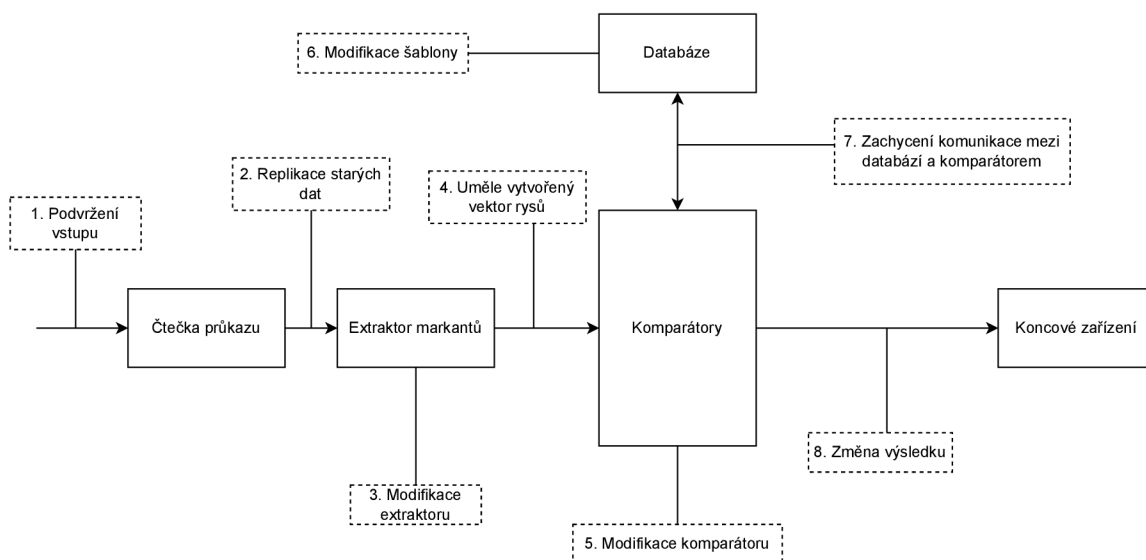 6. Modifikace šablony
Databáze
7. Zachycení komunikace mezi
databází a komparátorem
2. Replikace starých
dat
4. Uměle vytvořený
vektor rysů
1. Podvržení
vstupu
Čtečka průkazu
Extraktor markantů
Komparátory
Koncové zařízení
8. Změna výsledku
3. Modifikace
extraktoru
5. Modifikace komparátoru